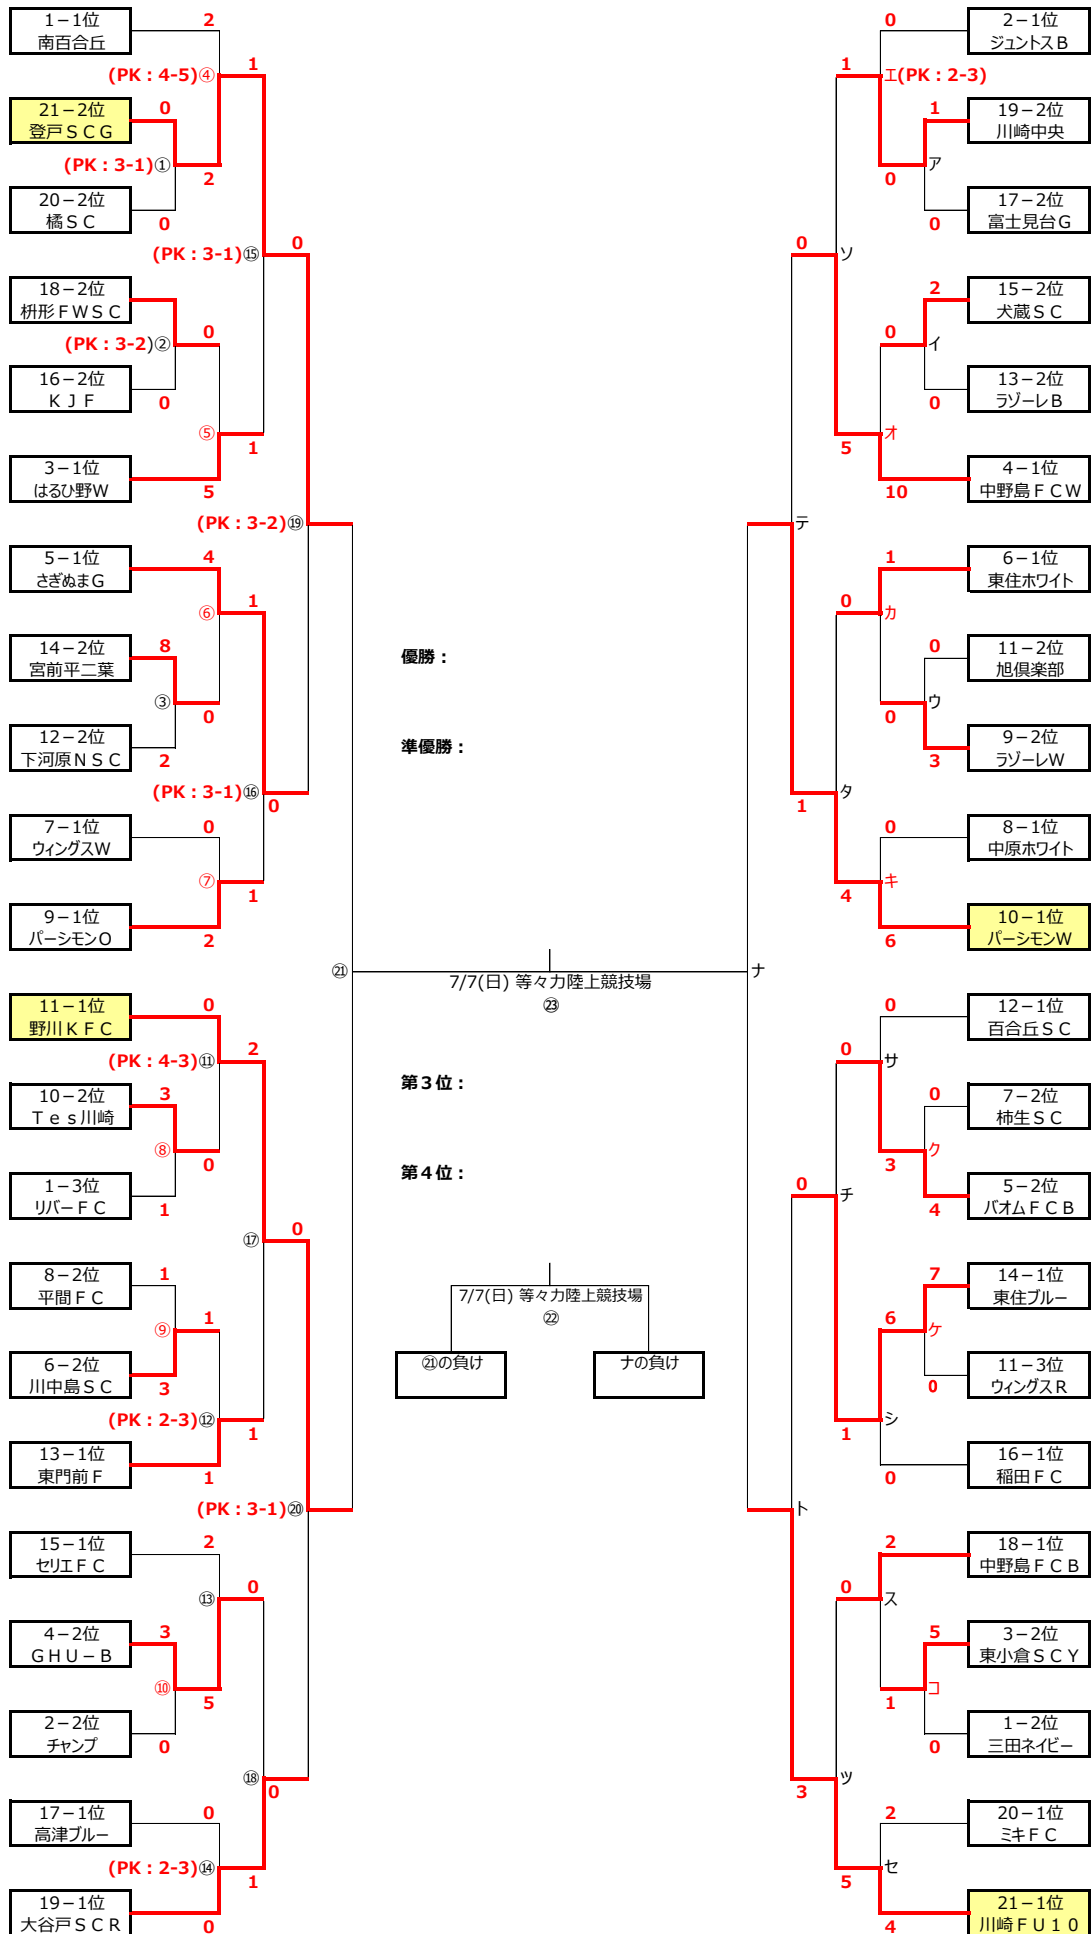 1－1位
南百合丘
2
(PK：4-5)④
1
21－2位
登戸ＳＣＧ
0
(PK：3-1)①
2
20－2位
橘ＳＣ
0
(PK：3-1)⑮
0
18－2位
枡形ＦＷＳＣ
0
(PK：3-2)②
16－2位
ＫＪＦ
0
⑤
1
3－1位
はるひ野W
5
(PK：3-2)⑲
5－1位
さぎぬまＧ
4
⑥
1
14－2位
宮前平二葉
8
③
0
12－2位
下河原ＮＳＣ
2
(PK：3-1)⑯
0
7－1位
ウィングスW
0
⑦
1
9－1位
パーシモンＯ
2
㉑
11－1位
野川ＫＦＣ
0
(PK：4-3)⑪
2
10－2位
Ｔｅｓ川崎
3
⑧
0
1－3位
リバーＦＣ
1
⑰
0
8－2位
平間ＦＣ
1
⑨
1
6－2位
川中島ＳＣ
3
(PK：2-3)⑫
1
13－1位
東門前Ｆ
1
(PK：3-1)⑳
15－1位
セリエＦＣ
2
⑬
0
4－2位
ＧＨＵ－Ｂ
3
⑩
5
2－2位
チャンプ
0
⑱
0
17－1位
高津ブルー
0
(PK：2-3)⑭
1
19－1位
大谷戸ＳＣＲ
0
優勝：
準優勝：
7/7(日) 等々力陸上競技場
㉓
第３位：
第４位：
7/7(日) 等々力陸上競技場
㉒
㉑の負け
ナの負け
0
2－1位
ジュントスＢ
1
エ(PK：2-3)
1
19－2位
川崎中央
ア
0
0
17－2位
富士見台Ｇ
0
ソ
2
15－2位
犬蔵ＳＣ
0
イ
0
13－2位
ラゾーレＢ
オ
5
10
4－1位
中野島ＦＣW
テ
1
6－1位
東住ホワイト
0
カ
0
11－2位
旭倶楽部
ウ
0
3
9－2位
ラゾーレW
1
タ
0
8－1位
中原ホワイト
キ
4
6
10－1位
パーシモンW
ナ
0
12－1位
百合丘ＳＣ
0
サ
0
7－2位
柿生ＳＣ
ク
3
4
5－2位
バオムＦＣＢ
0
チ
7
14－1位
東住ブルー
6
ケ
0
11－3位
ウィングスＲ
シ
1
0
16－1位
稲田ＦＣ
ト
2
18－1位
中野島ＦＣＢ
0
ス
5
3－2位
東小倉ＳＣＹ
コ
1
0
1－2位
三田ネイビー
3
ツ
2
20－1位
ミキＦＣ
セ
5
4
21－1位
川崎ＦＵ１０